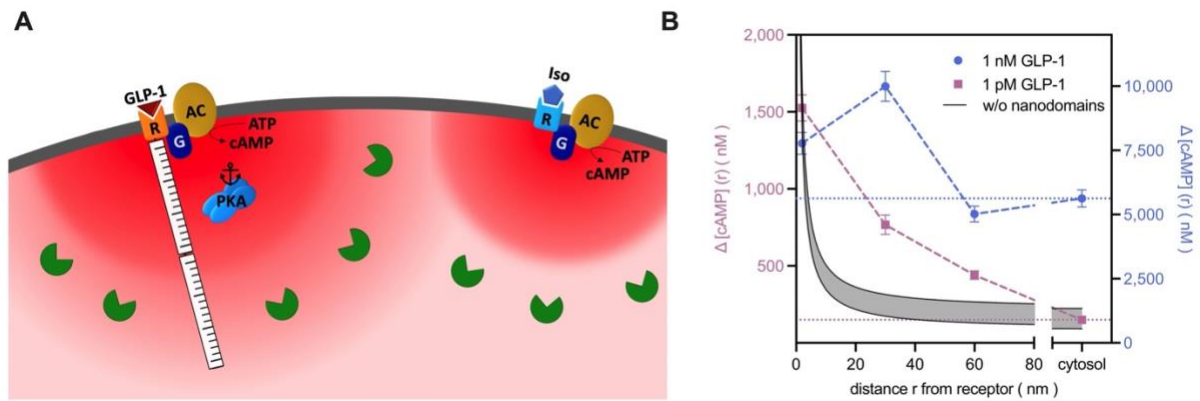 A
GLP-1
R
G
AC
ATP
cAMP
PKA
Iso
R
G
AC
ATP
cAMP
B
Δ [cAMP] (r) ( nM )
2,000
1,500
1,000
500
1 nM GLP-1
1 pM GLP-1
w/o nanodomains
10,000
7,500
5,000
2,500
0
Δ [cAMP] (r) ( nM )
0 20 40 60 80 cytosol
distance r from receptor ( nm )